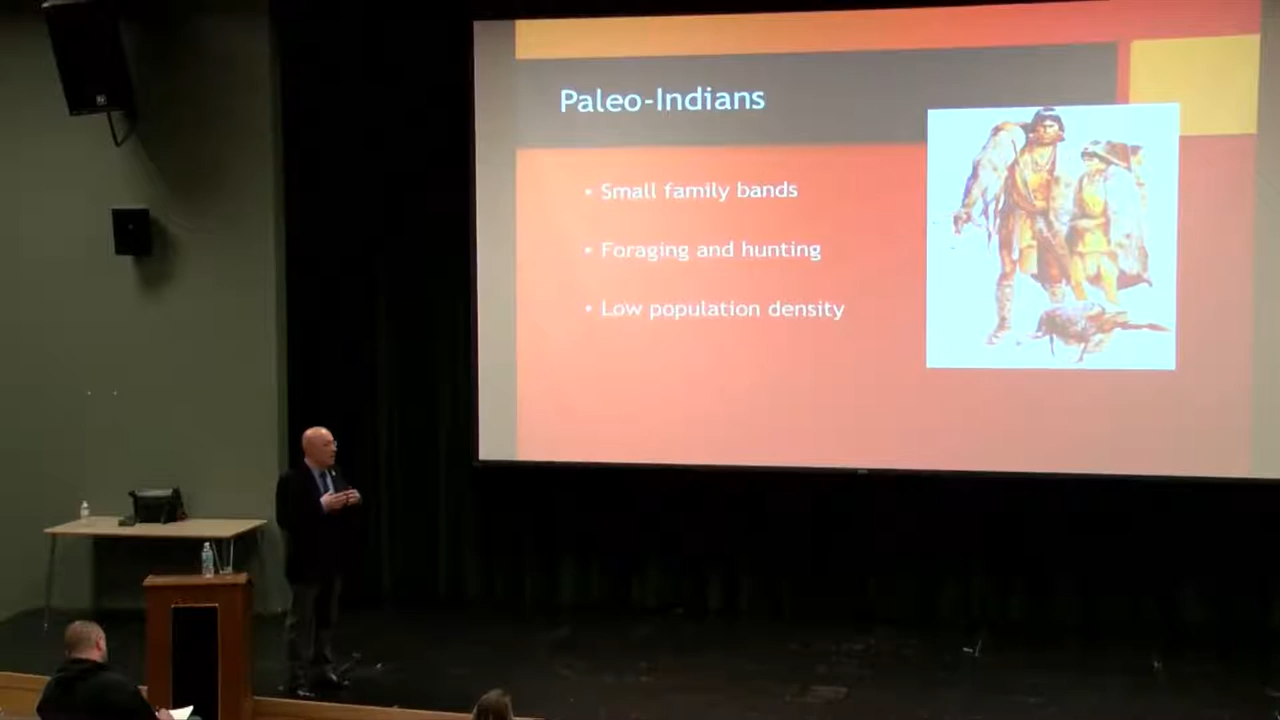 Paleo-Indians
• Small family bands
• Foraging and hunting
• Low population density